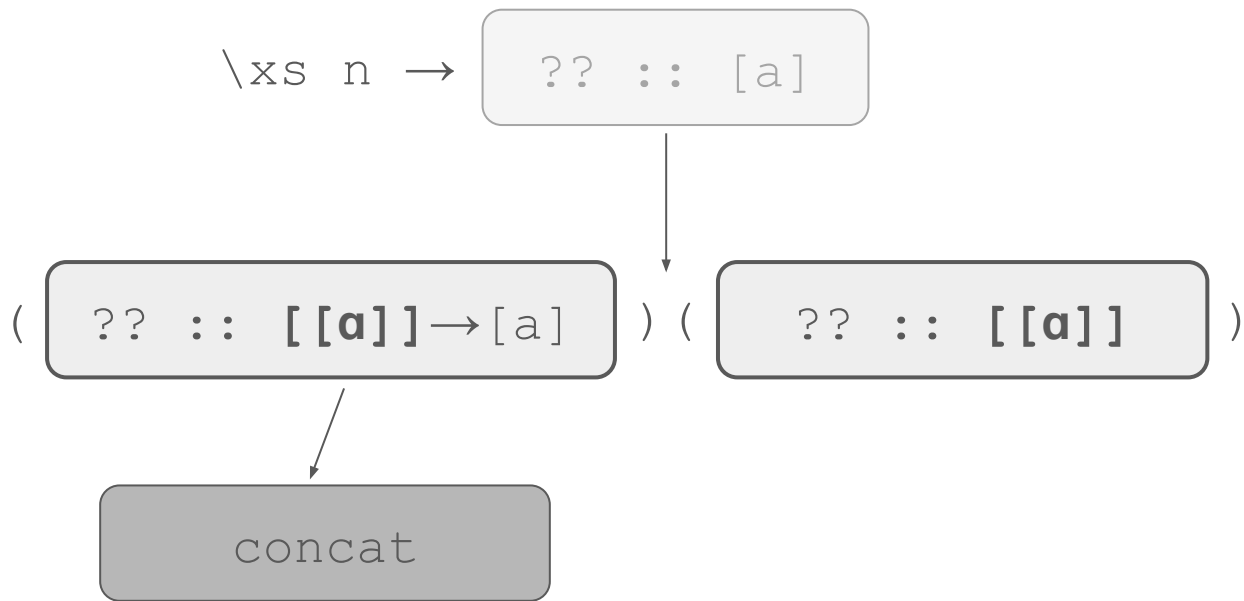 \xs n → ?? :: [a]
( ?? :: [[a]]→[a] ) ( ?? :: [[a]] )
concat